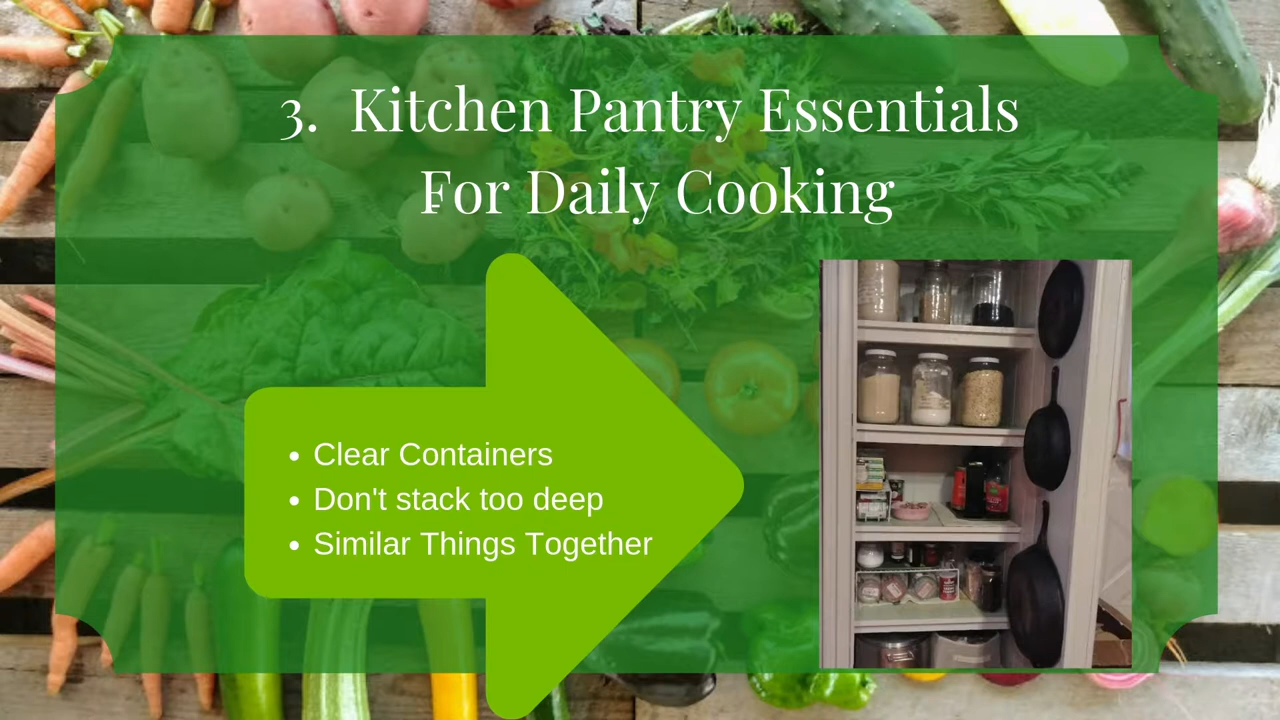 3. Kitchen Pantry Essentials
For Daily Cooking
• Clear Containers
• Don't stack too deep
• Similar Things Together